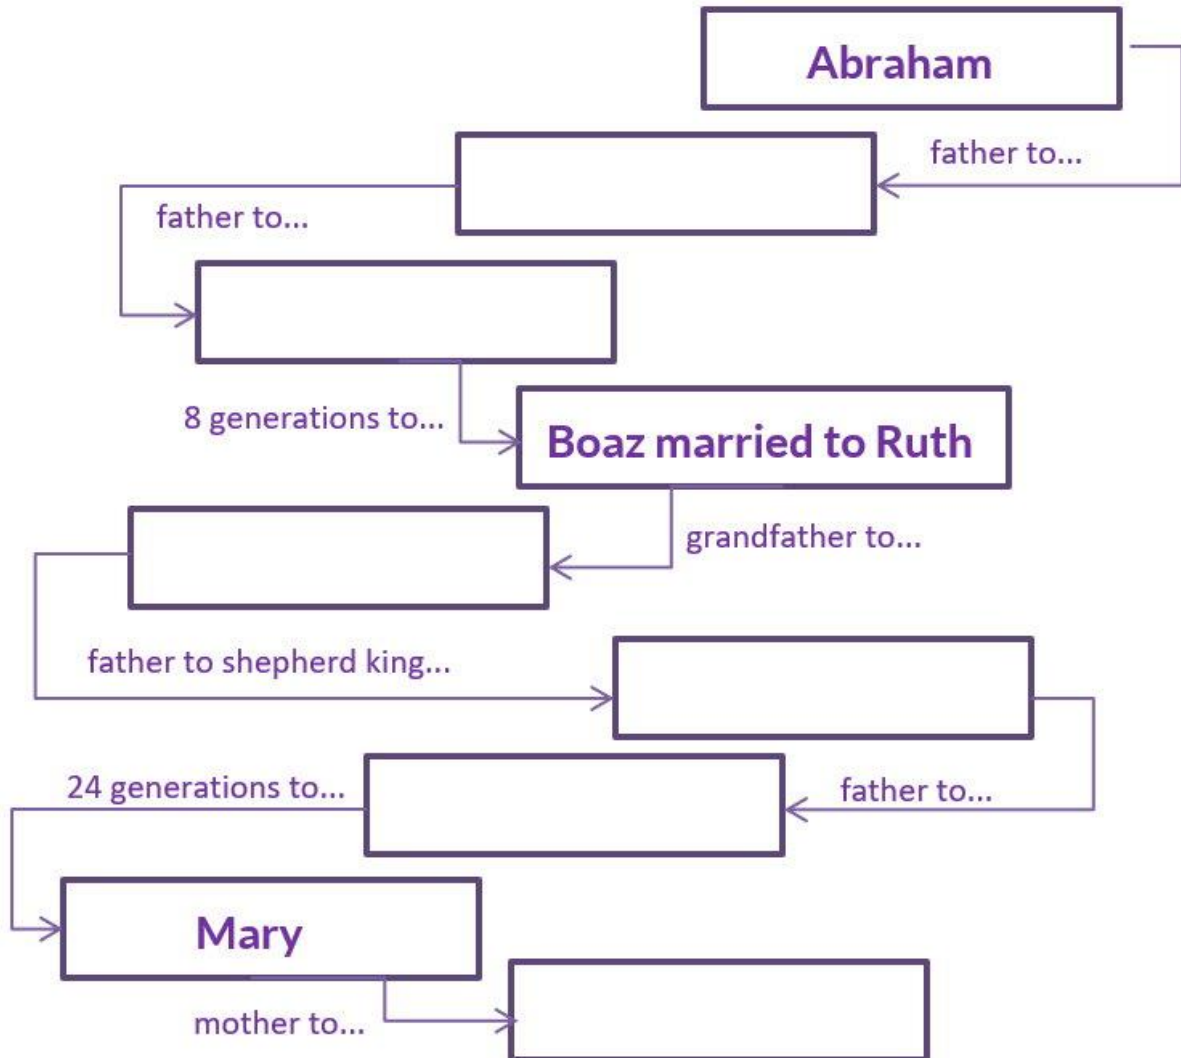 Abraham
father to...
father to...
8 generations to...
Boaz married to Ruth
grandfather to...
father to shepherd king...
24 generations to...
father to...
Mary
mother to...